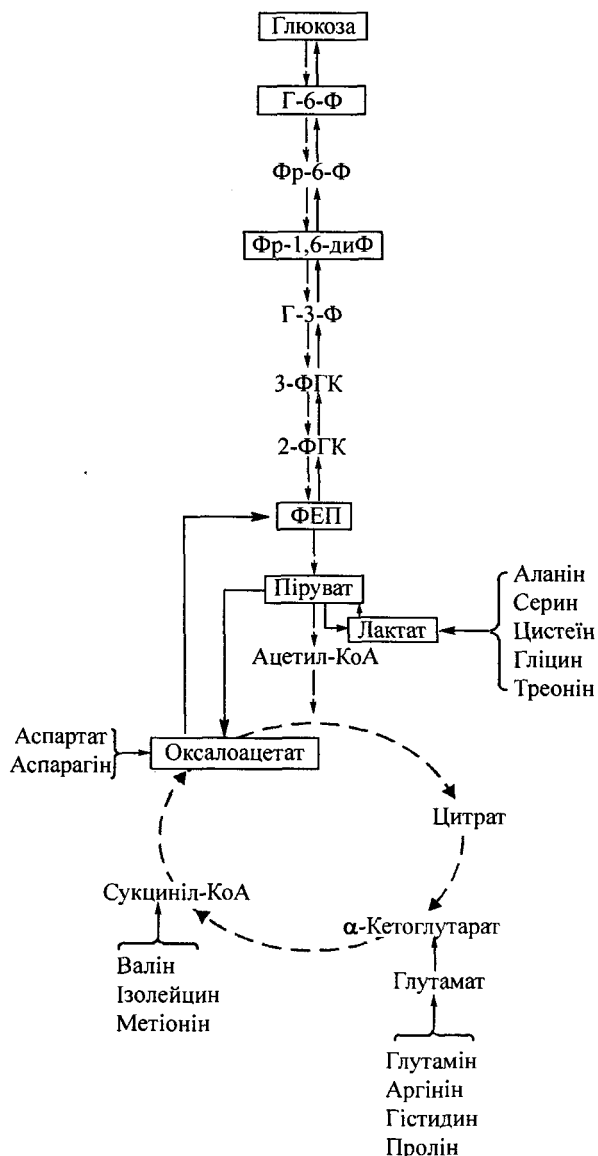 Глюкоза
Г-6-Ф
Фр-6-Ф
Фр-1,6-диФ
Г-3-Ф
3-ФГК
2-ФГК
ФЕП
Піруват
Лактат
Аланін
Серин
Цистеїн
Гліцин
Треонін
Ацетил-КоА
Аспартат
Аспарагін
Оксалоацетат
Цитрат
Сукциніл-КоА
α-Кетоглутарат
Валін
Ізолейцин
Метіонін
Глутамат
Глутамін
Аргінін
Гістидин
Пролін